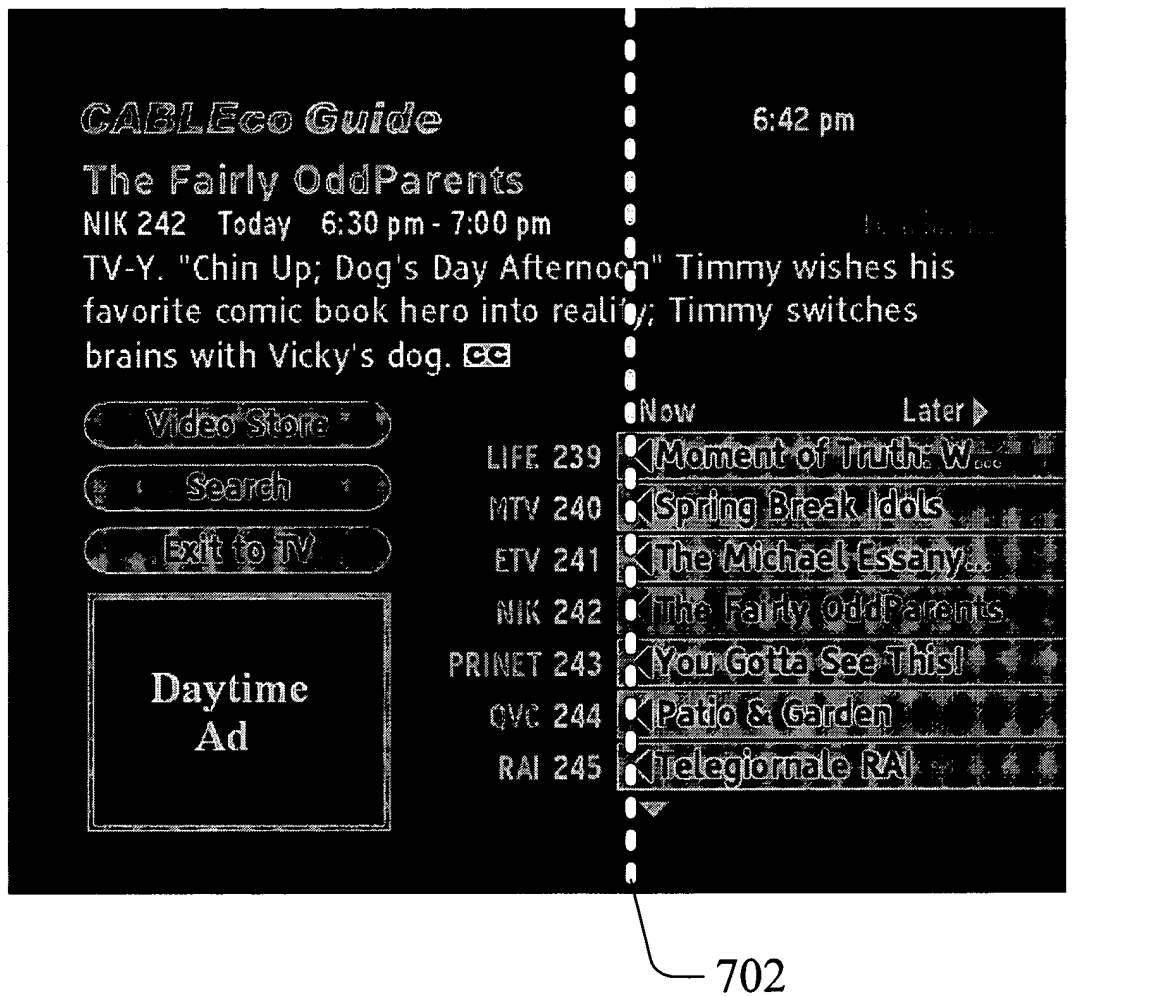 CABLEco Guide
6:42 pm
The Fairly OddParents
NIK 242 Today 6:30 pm - 7:00 pm
TV-Y. "Chin Up; Dog's Day Afternoon" Timmy wishes his
favorite comic book hero into reality; Timmy switches
brains with Vicky's dog. CC
Video Store
Search
Exit to TV
Daytime
Ad
Now Later
LIFE 239 Moment of Truth: W...
MTV 240 Spring Break Idols
ETV 241 The Michael Essany...
NIK 242 The Fairly OddParents
PRINET 243 You Gotta See This!
QVC 244 Patio & Garden
RAI 245 Telegiornale RAI
702